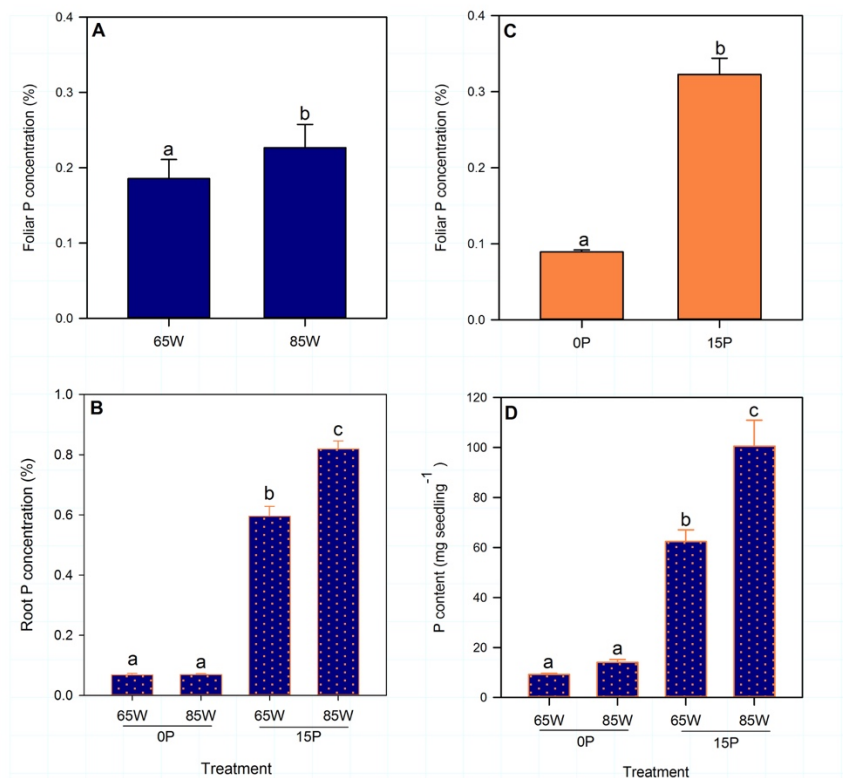 A
Foliar P concentration (%)
0.4
0.3
0.2
0.1
0.0
a
b
65W
85W
C
Foliar P concentration (%)
0.4
0.3
0.2
0.1
0.0
a
b
0P
15P
B
Root P concentration (%)
1.0
0.8
0.6
0.4
0.2
0.0
a
a
b
c
65W 85W 65W 85W
0P 15P
Treatment
D
P content (mg seedling-1)
120
100
80
60
40
20
0
a
a
b
c
65W 85W 65W 85W
0P 15P
Treatment